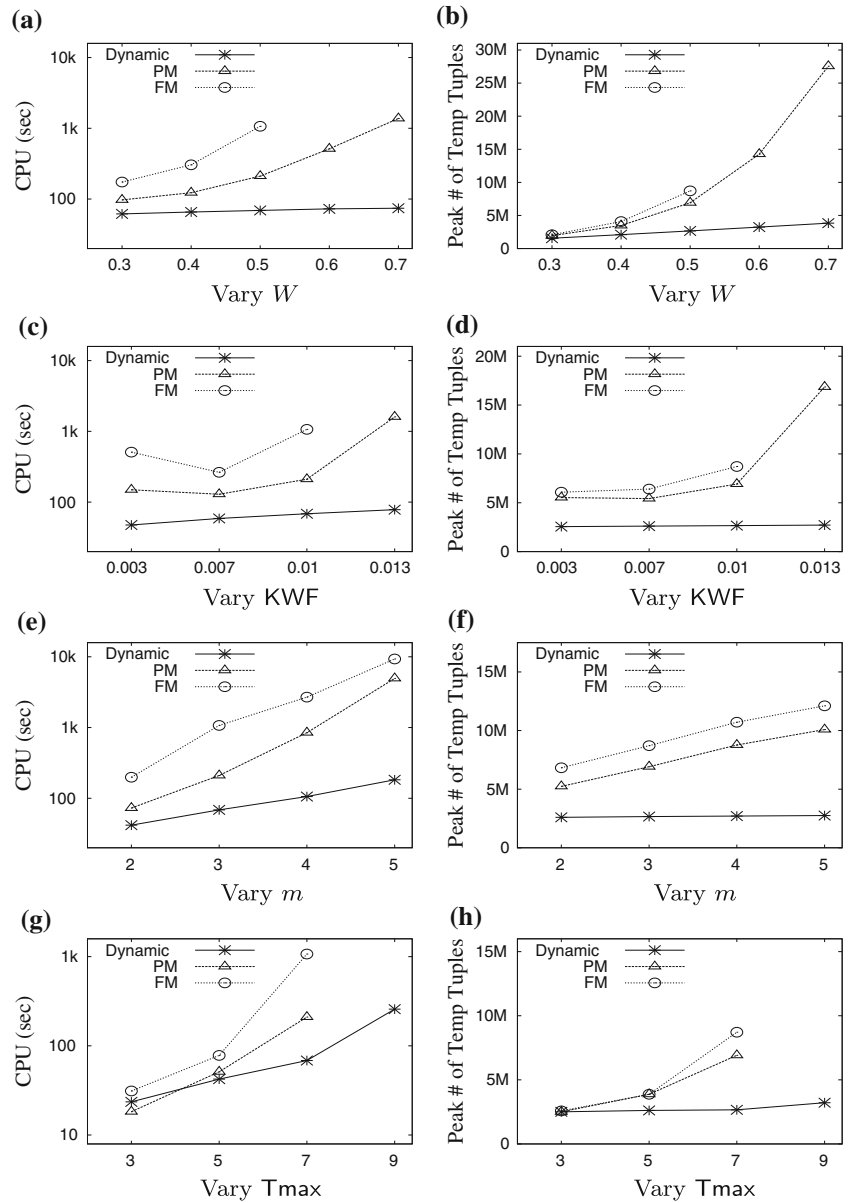 (a)
Dynamic
PM
FM
10k
1k
100
CPU (sec)
0.3 0.4 0.5 0.6 0.7
Vary W
(b)
Dynamic
PM
FM
30M
25M
20M
15M
10M
5M
0
Peak # of Temp Tuples
0.3 0.4 0.5 0.6 0.7
Vary W
(c)
Dynamic
PM
FM
10k
1k
100
CPU (sec)
0.003 0.007 0.01 0.013
Vary KWF
(d)
Dynamic
PM
FM
20M
15M
10M
5M
0
Peak # of Temp Tuples
0.003 0.007 0.01 0.013
Vary KWF
(e)
Dynamic
PM
FM
10k
1k
100
CPU (sec)
2 3 4 5
Vary m
(f)
Dynamic
PM
FM
15M
10M
5M
0
Peak # of Temp Tuples
2 3 4 5
Vary m
(g)
Dynamic
PM
FM
1k
100
10
CPU (sec)
3 5 7 9
Vary Tmax
(h)
Dynamic
PM
FM
15M
10M
5M
0
Peak # of Temp Tuples
3 5 7 9
Vary Tmax